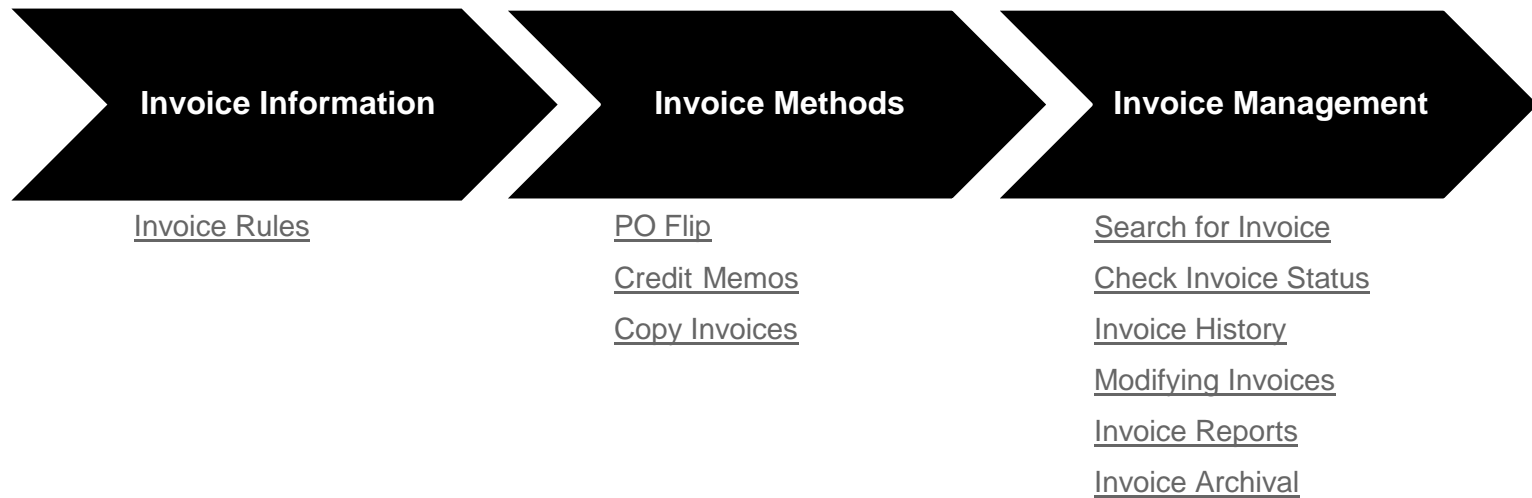 Invoice Information
Invoice Rules
Invoice Methods
PO Flip
Credit Memos
Copy Invoices
Invoice Management
Search for Invoice
Check Invoice Status
Invoice History
Modifying Invoices
Invoice Reports
Invoice Archival